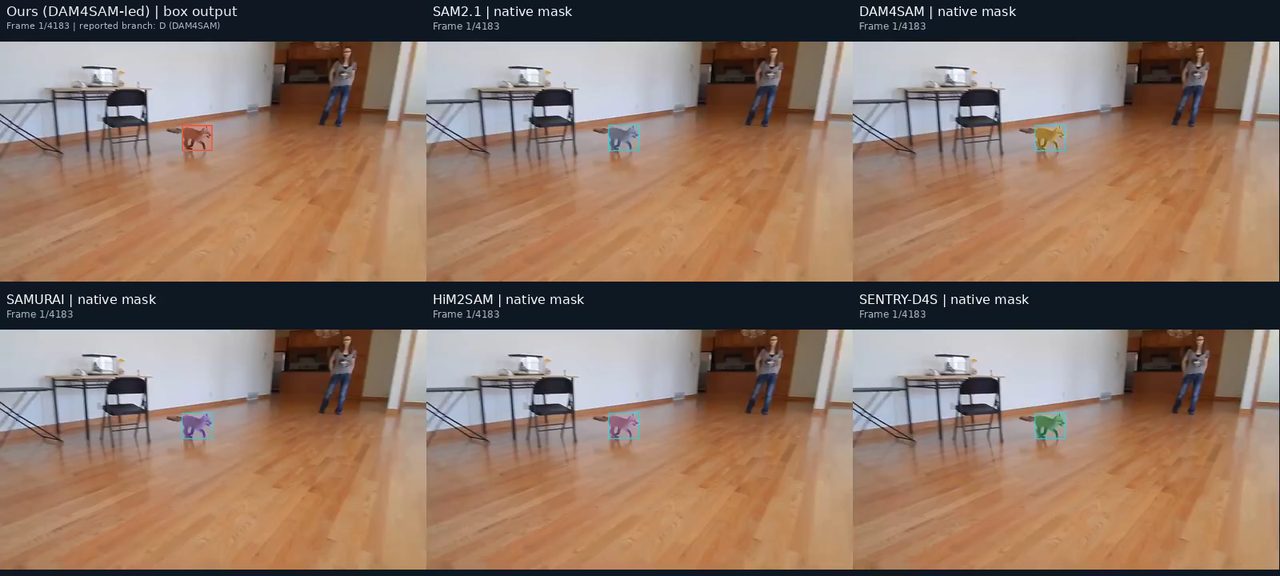 Ours (DAM4SAM-led) | box output
Frame 1/4183 | reported branch: D (DAM4SAM)
SAM2.1 | native mask
Frame 1/4183
DAM4SAM | native mask
Frame 1/4183
SAMURAI | native mask
Frame 1/4183
HiM2SAM | native mask
Frame 1/4183
SENTRY-D4S | native mask
Frame 1/4183